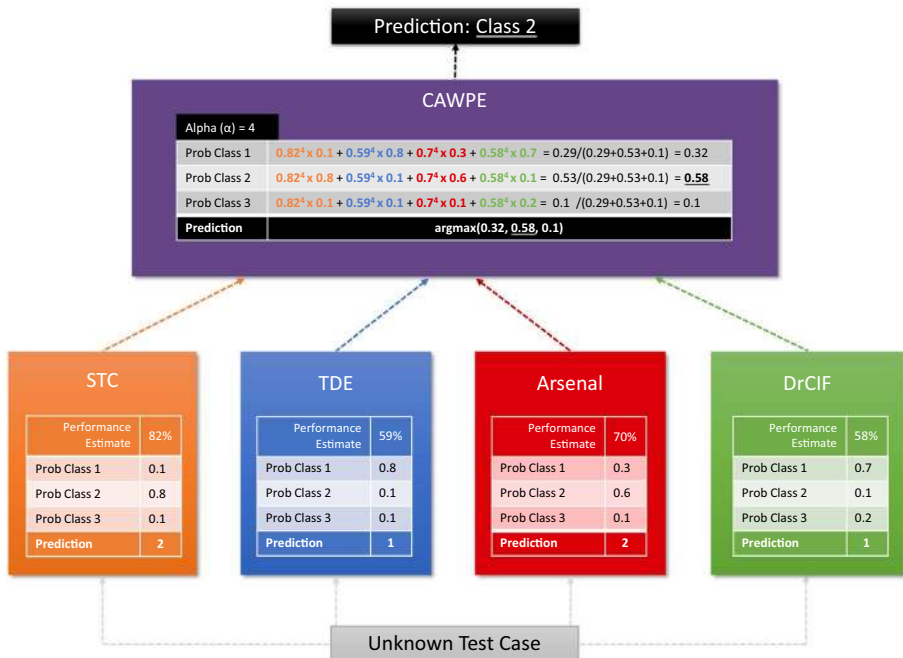 Prediction: Class 2
CAWPE
Alpha (α) = 4
Prob Class 1 0.82⁴ x 0.1 + 0.59⁴ x 0.8 + 0.7⁴ x 0.3 + 0.58⁴ x 0.7 = 0.29/(0.29+0.53+0.1) = 0.32
Prob Class 2 0.82⁴ x 0.8 + 0.59⁴ x 0.1 + 0.7⁴ x 0.6 + 0.58⁴ x 0.1 = 0.53/(0.29+0.53+0.1) = 0.58
Prob Class 3 0.82⁴ x 0.1 + 0.59⁴ x 0.1 + 0.7⁴ x 0.1 + 0.58⁴ x 0.2 = 0.1 /(0.29+0.53+0.1) = 0.1
Prediction argmax(0.32, 0.58, 0.1)
STC
Performance
Estimate 82%
Prob Class 1 0.1
Prob Class 2 0.8
Prob Class 3 0.1
Prediction 2
TDE
Performance
Estimate 59%
Prob Class 1 0.8
Prob Class 2 0.1
Prob Class 3 0.1
Prediction 1
Arsenal
Performance
Estimate 70%
Prob Class 1 0.3
Prob Class 2 0.6
Prob Class 3 0.1
Prediction 2
DrCIF
Performance
Estimate 58%
Prob Class 1 0.7
Prob Class 2 0.1
Prob Class 3 0.2
Prediction 1
Unknown Test Case